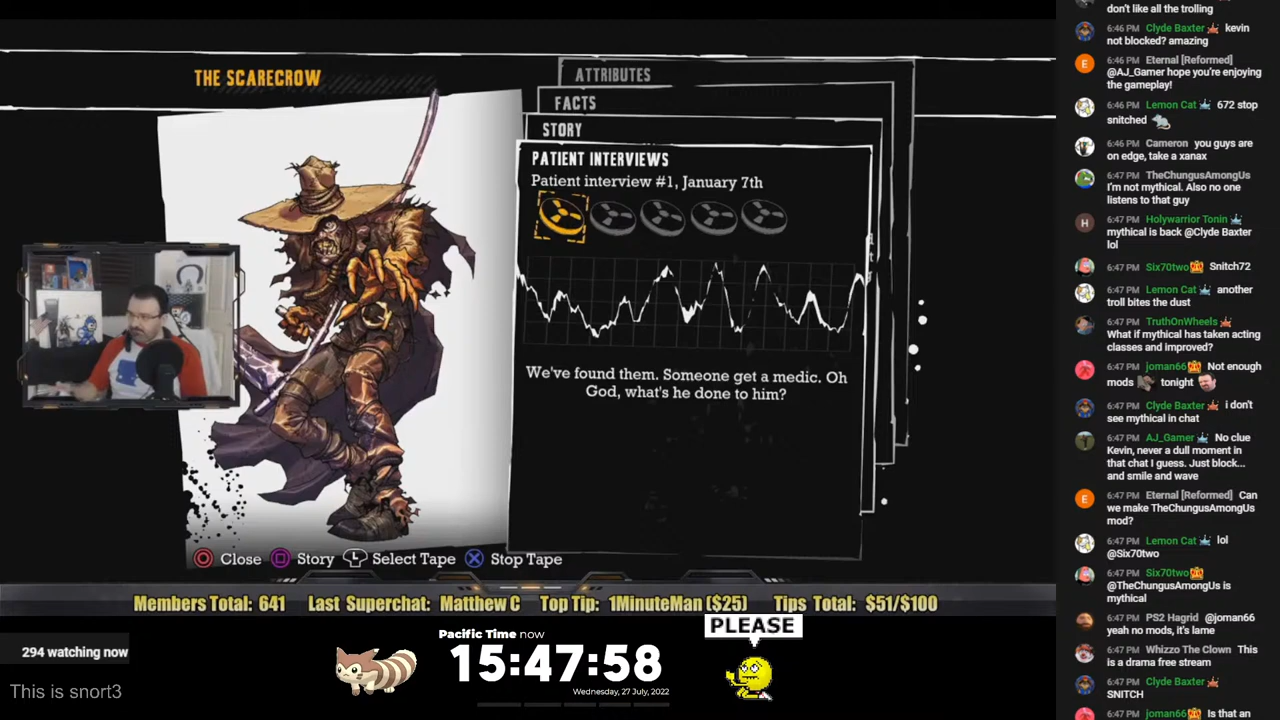 THE SCARECROW
ATTRIBUTES
FACTS
STORY
PATIENT INTERVIEWS
Patient interview #1, January 7th
We've found them. Someone get a medic. Oh
God, what's he done to him?
Close
Story
L
Select Tape
Stop Tape
Members Total: 641
Last Superchat: Matthew C
Top Tip: 1MinuteMan ($25)
Tips Total: $51/$100
294 watching now
This is snort3
Pacific Time now
15:47:58
Wednesday, 27 July, 2022
PLEASE
don't like all the trolling
6:46 PM Clyde Baxter kevin
not blocked? amazing
6:46 PM Eternal [Reformed]
@AJ_Gamer hope you're enjoying
the gameplay!
6:46 PM Lemon Cat 672 stop
snitched
6:46 PM Cameron you guys are
on edge, take a xanax
6:47 PM TheChungusAmongUs
I'm not mythical. Also no one
listens to that guy
6:47 PM Holywarrior Tonin
mythical is back @Clyde Baxter
lol
6:47 PM Six70two Snitch72
6:47 PM Lemon Cat another
troll bites the dust
6:47 PM TruthOnWheels
What if mythical has taken acting
classes and improved?
6:47 PM joman66 Not enough
mods tonight
6:47 PM Clyde Baxter i don't
see mythical in chat
6:47 PM AJ_Gamer No clue
Kevin, never a dull moment in
that chat I guess. Just block...
and smile and wave
6:47 PM Eternal [Reformed] Can
we make TheChungusAmongUs
mod?
6:47 PM Lemon Cat lol
@Six70two
6:47 PM Six70two
@TheChungusAmongUs is
mythical
6:47 PM PS2 Hagrid @joman66
yeah no mods, it's lame
6:47 PM Whizzo The Clown This
is a drama free stream
6:47 PM Clyde Baxter
SNITCH
6:47 PM joman66 Is that an